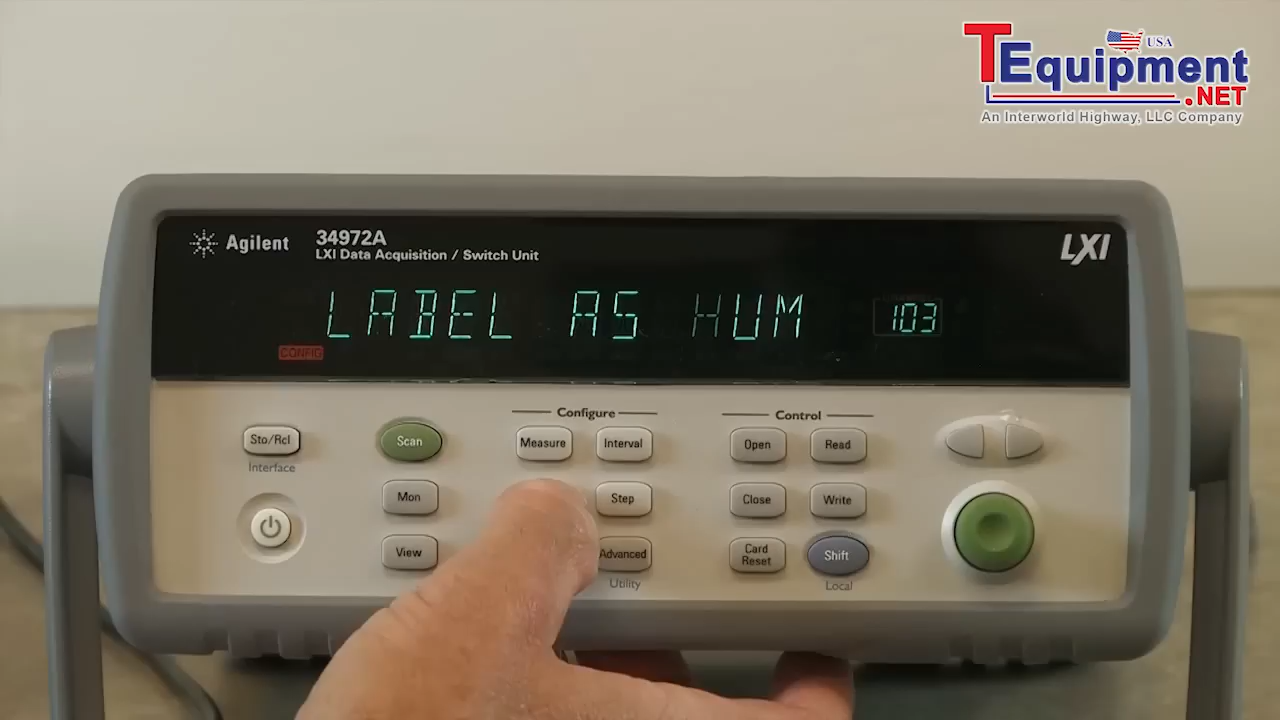 TEquipment
USA
.NET
An Interworld Highway, LLC Company
Agilent
34972A
LXI Data Acquisition / Switch Unit
LXI
LABEL AS HUM
103
CONFIG
Configure
Control
Sto/Rcl
Scan
Measure
Interval
Open
Read
Interface
Mon
Step
Close
Write
View
Advanced
Card
Reset
Shift
Utility
Local